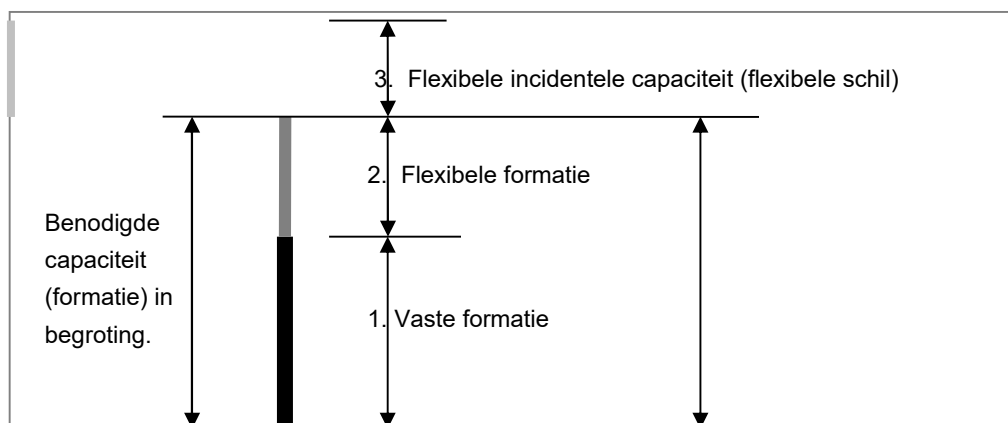 3. Flexibele incidentele capaciteit (flexibele schil)
2. Flexibele formatie
Benodigde
capaciteit
(formatie) in
begroting.
1. Vaste formatie